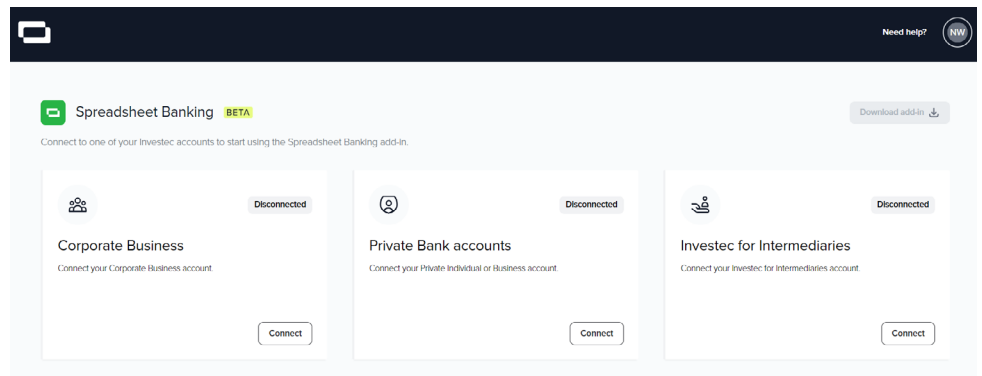 Need help?
NW
Spreadsheet Banking BETA
Download add-in
Connect to one of your Investec accounts to start using the Spreadsheet Banking add-in.
Disconnected
Disconnected
Disconnected
Corporate Business
Private Bank accounts
Investec for Intermediaries
Connect your Corporate Business account.
Connect your Private Individual or Business account.
Connect your Investec for Intermediaries account.
Connect
Connect
Connect